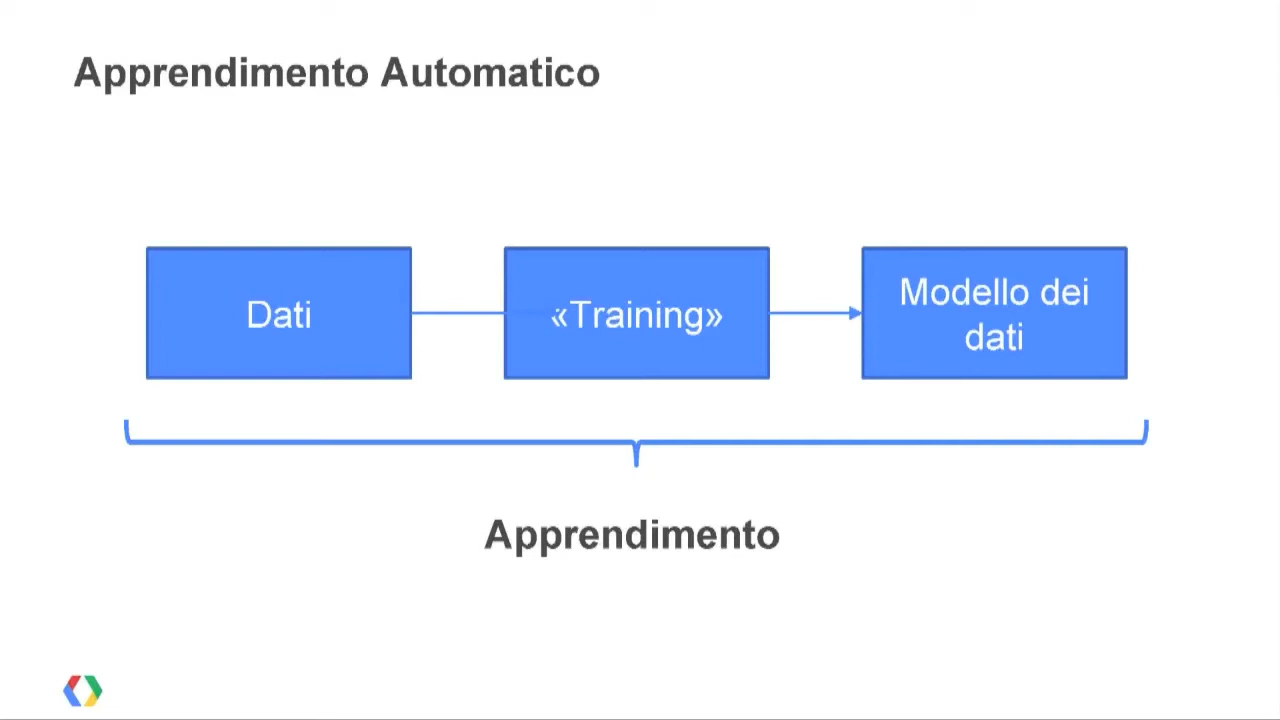 Apprendimento Automatico
Dati
«Training»
Modello dei
dati
Apprendimento